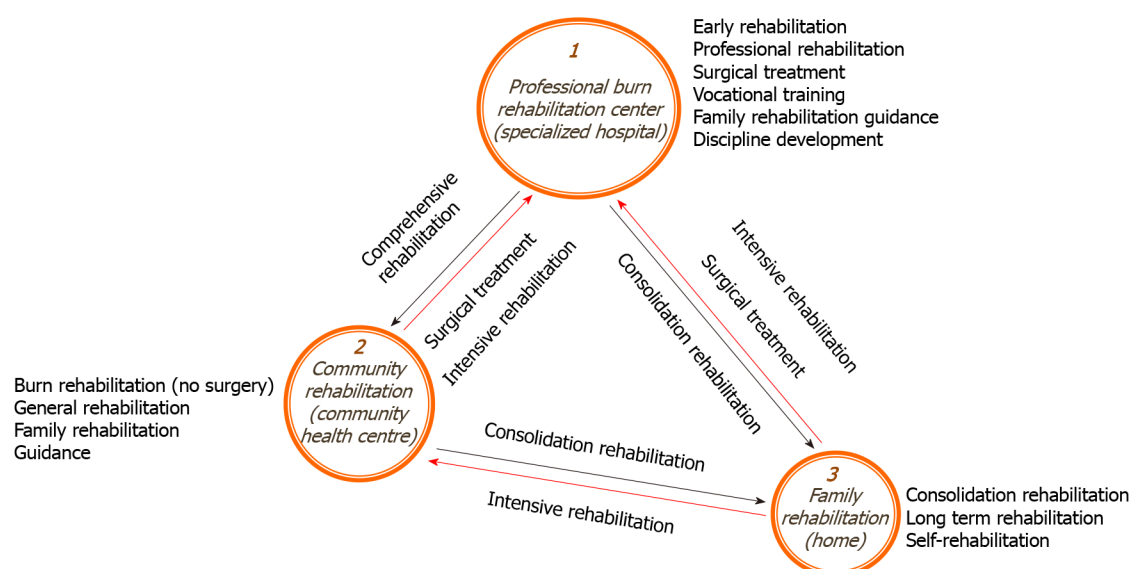 1
Professional burn
rehabilitation center
(specialized hospital)
Early rehabilitation
Professional rehabilitation
Surgical treatment
Vocational training
Family rehabilitation guidance
Discipline development
Comprehensive
rehabilitation
Surgical treatment
Intensive rehabilitation
Consolidation rehabilitation
Surgical treatment
Intensive rehabilitation
2
Community
rehabilitation
(community
health centre)
Burn rehabilitation (no surgery)
General rehabilitation
Family rehabilitation
Guidance
Consolidation rehabilitation
Intensive rehabilitation
3
Family
rehabilitation
(home)
Consolidation rehabilitation
Long term rehabilitation
Self-rehabilitation